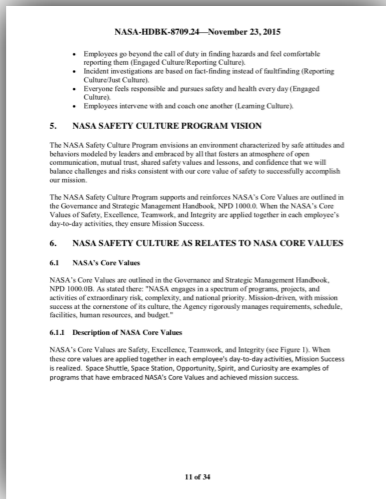 NASA-HDBK-8709.24—November 23, 2015
• Employees go beyond the call of duty in finding hazards and feel comfortable
reporting them (Engaged Culture/Reporting Culture).
• Incident investigations are based on fact-finding instead of faultfinding (Reporting
Culture/Just Culture).
• Everyone feels responsible and pursues safety and health every day (Engaged
Culture).
• Employees intervene with and coach one another (Learning Culture).
5. NASA SAFETY CULTURE PROGRAM VISION
The NASA Safety Culture Program envisions an environment characterized by safe attitudes and
behaviors modeled by leaders and embraced by all that fosters an atmosphere of open
communication, mutual trust, shared safety values and lessons, and confidence that we will
balance challenges and risks consistent with our core value of safety to successfully accomplish
our mission.
The NASA Safety Culture Program supports and reinforces NASA's Core Values are outlined in
the Governance and Strategic Management Handbook, NPD 1000.0. When the NASA's Core
Values of Safety, Excellence, Teamwork, and Integrity are applied together in each employee's
day-to-day activities, they ensure Mission Success.
6. NASA SAFETY CULTURE AS RELATES TO NASA CORE VALUES
6.1 NASA's Core Values
NASA's Core Values are outlined in the Governance and Strategic Management Handbook,
NPD 1000.0B. As stated there: "NASA engages in a spectrum of programs, projects, and
activities of extraordinary risk, complexity, and national priority. Mission-driven, with mission
success at the cornerstone of its culture, the Agency rigorously manages requirements, schedule,
facilities, human resources, and budget."
6.1.1 Description of NASA Core Values
NASA's Core Values are Safety, Excellence, Teamwork, and Integrity (see Figure 1). When
these core values are applied together in each employee's day-to-day activities, Mission Success
is realized. Space Shuttle, Space Station, Opportunity, Spirit, and Curiosity are examples of
programs that have embraced NASA's Core Values and achieved mission success.
11 of 34